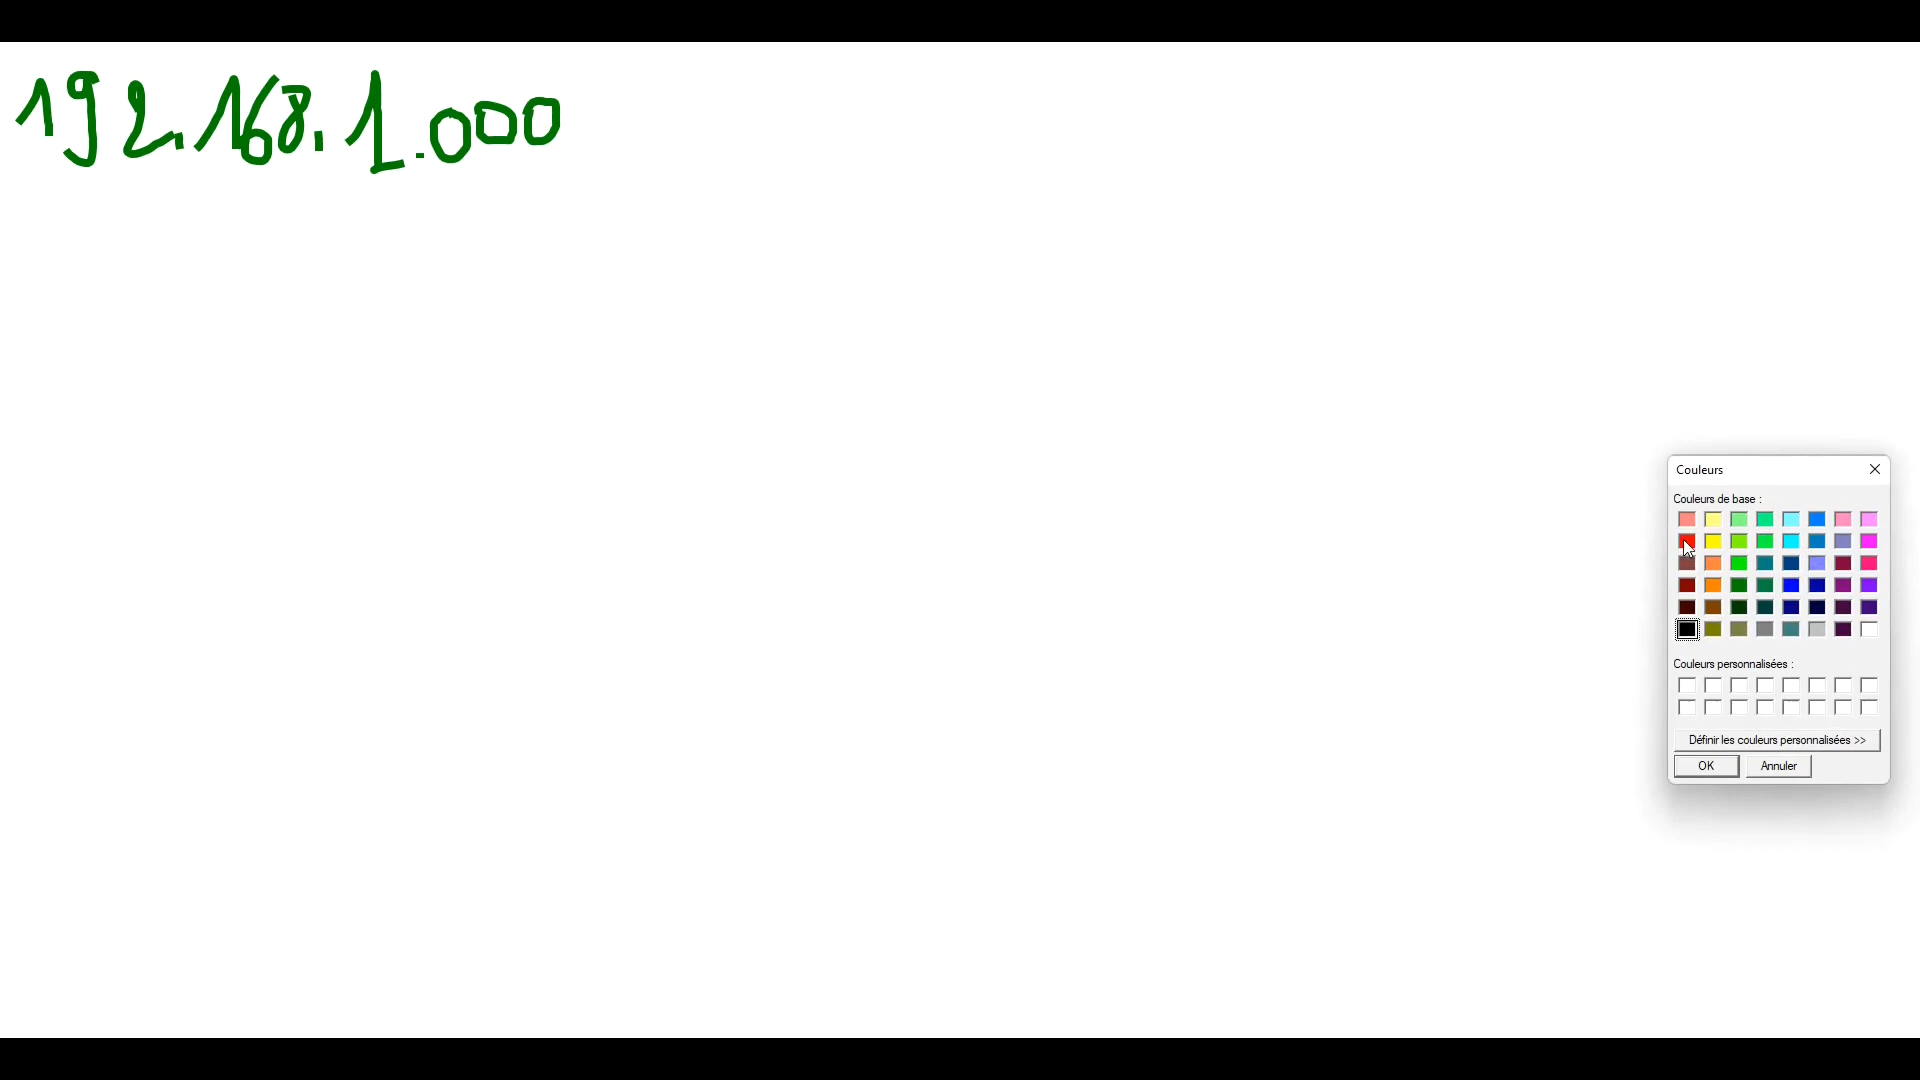 192.168.1.000
Couleurs
Couleurs de base :
Couleurs personnalisées :
Définir les couleurs personnalisées >>
OK Annuler